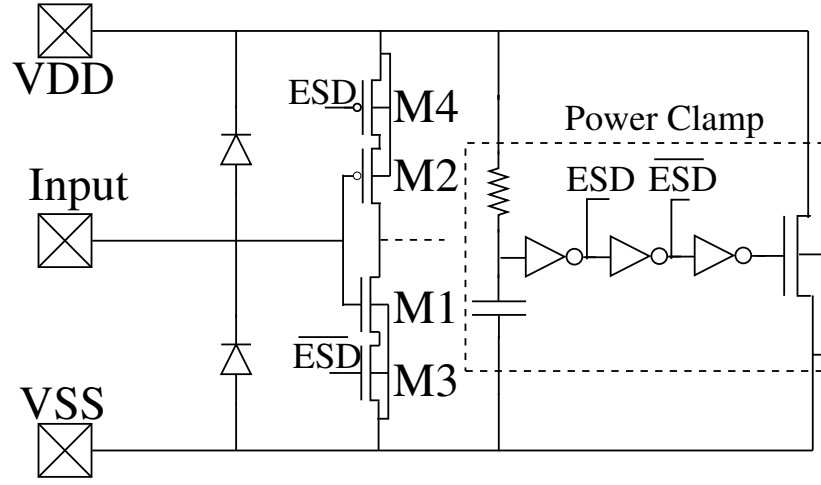 VDD
ESD
M4
Power Clamp
Input
M2
ESD
ESD
M1
ESD
M3
VSS